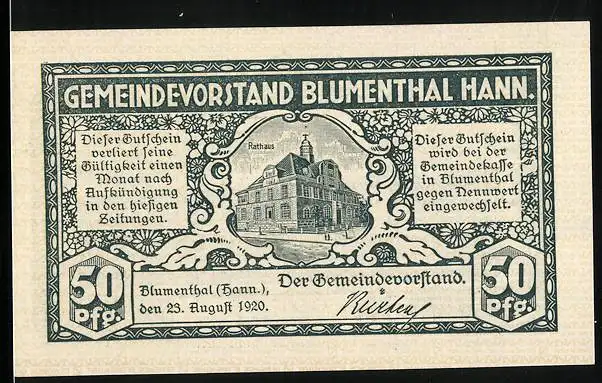 GEMEINDEVORSTAND BLUMENTHAL HANN.
Dieser Gutschein
verliert seine
Gültigkeit einen
Monat nach
Aufkündigung
in den hiesigen
Zeitungen.
Rathaus
Dieser Gutschein
wird bei der
Gemeindekasse
in Blumenthal
gegen Nennwert
eingewechselt.
50
Pfg.
Blumenthal (Hann.),
den 23. August 1920.
Der Gemeindevorstand.
50
Pfg.